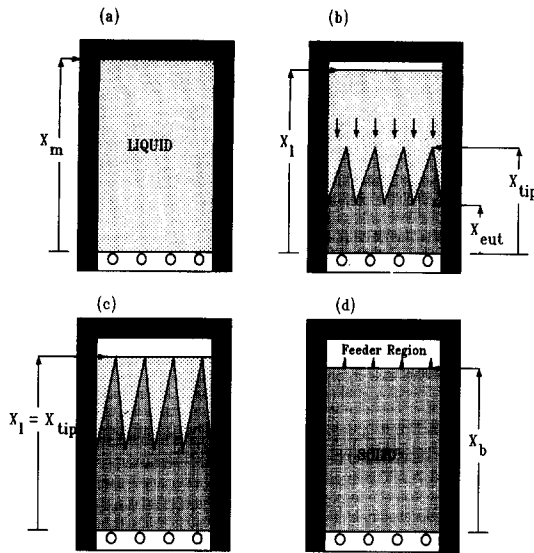 (a)
X_m
LIQUID
(b)
X_l
X_tip
X_eut
(c)
X_l = X_tip
(d)
Feeder Region
X_b